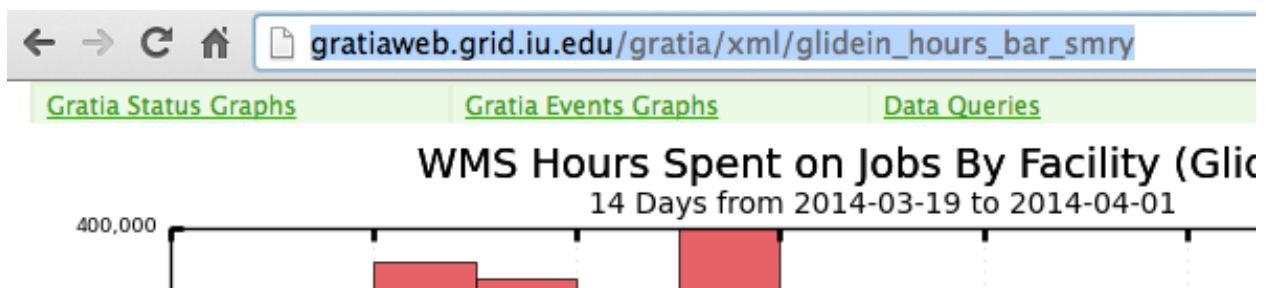 gratiaweb.grid.iu.edu/gratia/xml/glidein_hours_bar_smry
Gratia Status Graphs Gratia Events Graphs Data Queries
WMS Hours Spent on Jobs By Facility
14 Days from 2014-03-19 to 2014-04-01
400,000